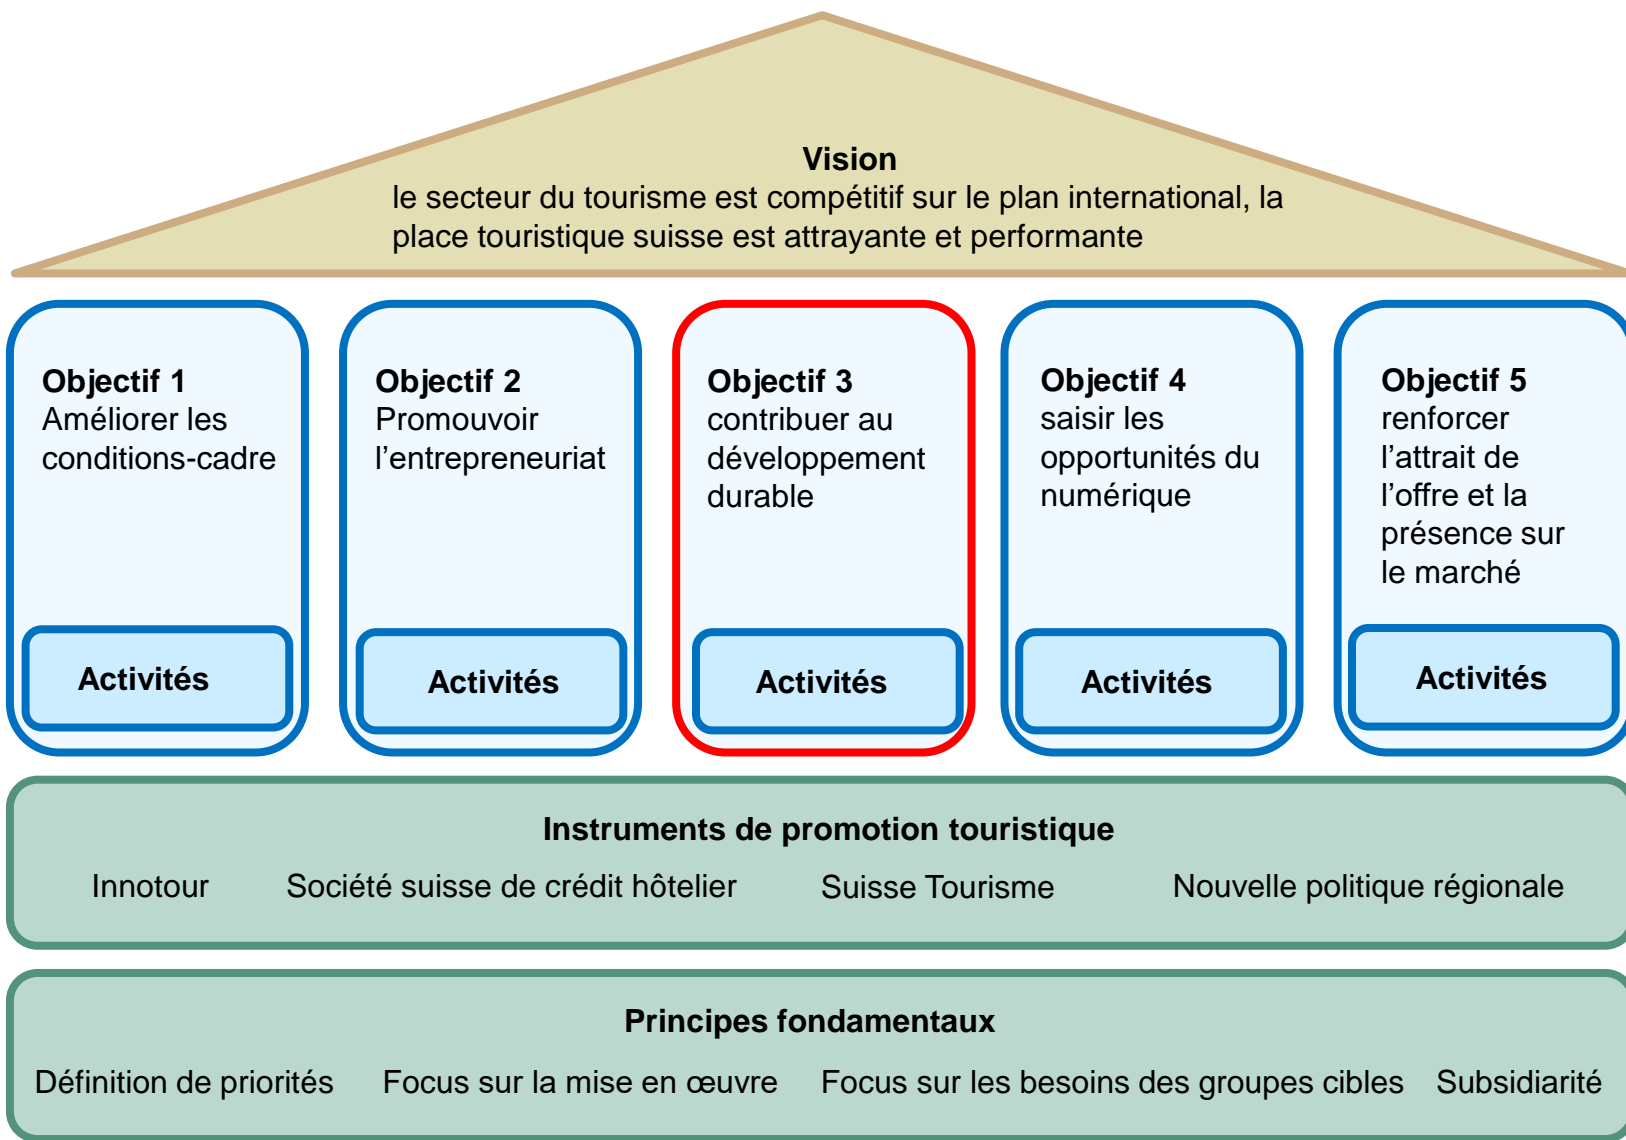 Vision
le secteur du tourisme est compétitif sur le plan international, la
place touristique suisse est attrayante et performante
Objectif 1
Améliorer les
conditions-cadre
Activités
Objectif 2
Promouvoir
l’entrepreneuriat
Activités
Objectif 3
contribuer au
développement
durable
Activités
Objectif 4
saisir les
opportunités du
numérique
Activités
Objectif 5
renforcer
l’attrait de
l’offre et la
présence sur
le marché
Activités
Instruments de promotion touristique
Innotour Société suisse de crédit hôtelier Suisse Tourisme Nouvelle politique régionale
Principes fondamentaux
Définition de priorités Focus sur la mise en œuvre Focus sur les besoins des groupes cibles Subsidiarité